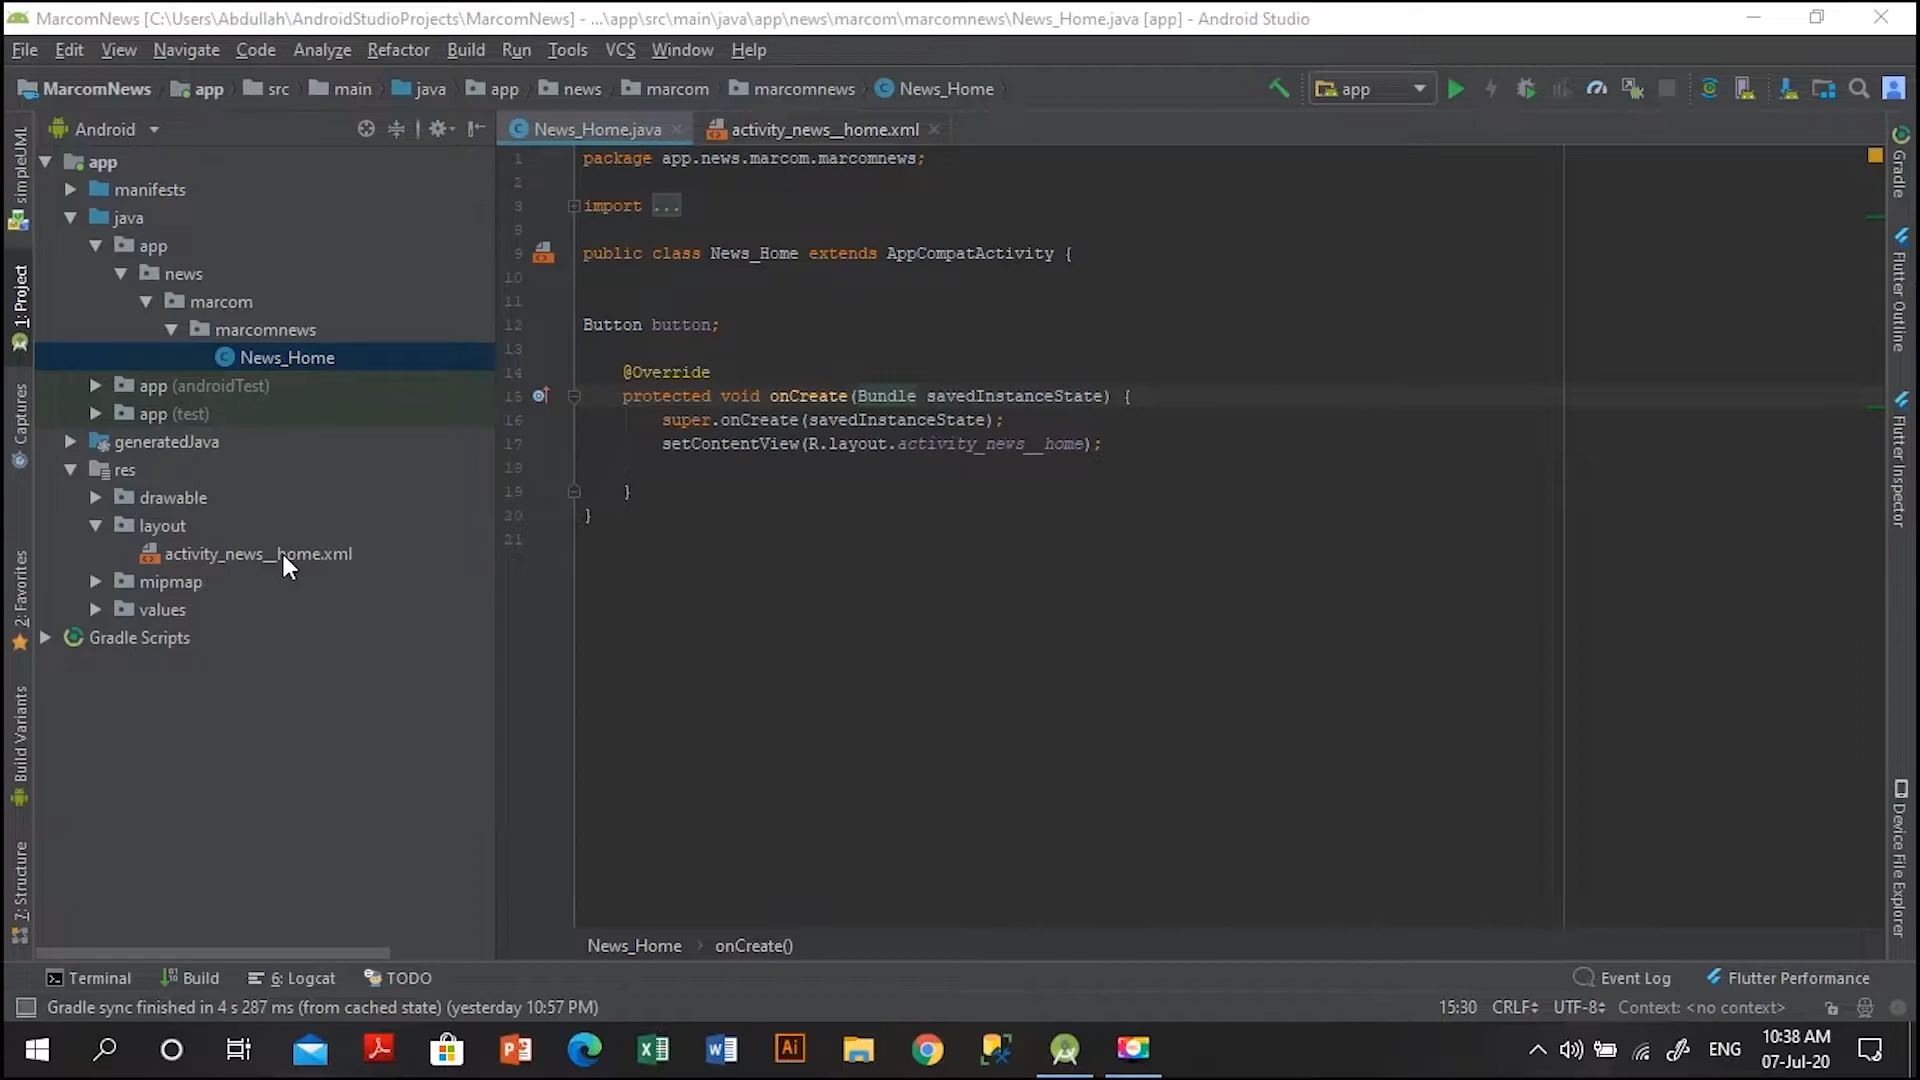 MarcomNews [C:\Users\Abdullah\AndroidStudioProjects\MarcomNews] - ...\app\src\main\java\app\news\marcom\marcomnews\News_Home.java [app] - Android Studio
File Edit View Navigate Code Analyze Refactor Build Run Tools VCS Window Help
MarcomNews app src main java app news marcom marcomnews News_Home app
Android News_Home.java activity_news__home.xml
app
manifests
java
app
news
marcom
marcomnews
News_Home
app (androidTest)
app (test)
generatedJava
res
drawable
layout
activity_news__home.xml
mipmap
values
Gradle Scripts
simpleUML
1: Project
Captures
2: Favorites
Build Variants
7: Structure
1 package app.news.marcom.marcomnews;
2
3 import ...
8
9 public class News_Home extends AppCompatActivity {
10
11
12 Button button;
13
14 @Override
15 protected void onCreate(Bundle savedInstanceState) {
16 super.onCreate(savedInstanceState);
17 setContentView(R.layout.activity_news__home);
19
19 }
20 }
21
Gradle
Flutter Outline
Flutter Inspector
Device File Explorer
News_Home onCreate()
Terminal Build 6: Logcat TODO Event Log Flutter Performance
Gradle sync finished in 4 s 287 ms (from cached state) (yesterday 10:57 PM) 15:30 CRLF UTF-8 Context: <no context>
Ai ENG 10:38 AM
07-Jul-20